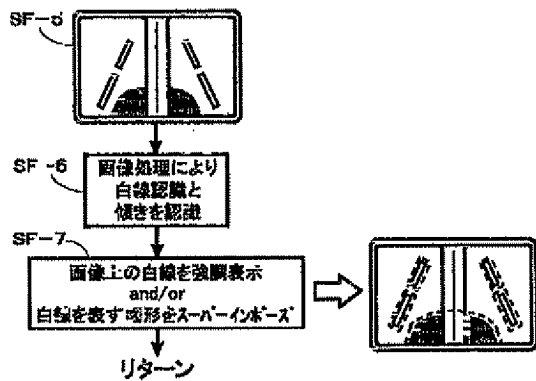 SF-5
SF-6
画像処理により
白線認識と
傾きを認識
SF-7
画像上の白線を強調表示
and/or
白線を表す図形をスーパーインポーズ
リターン